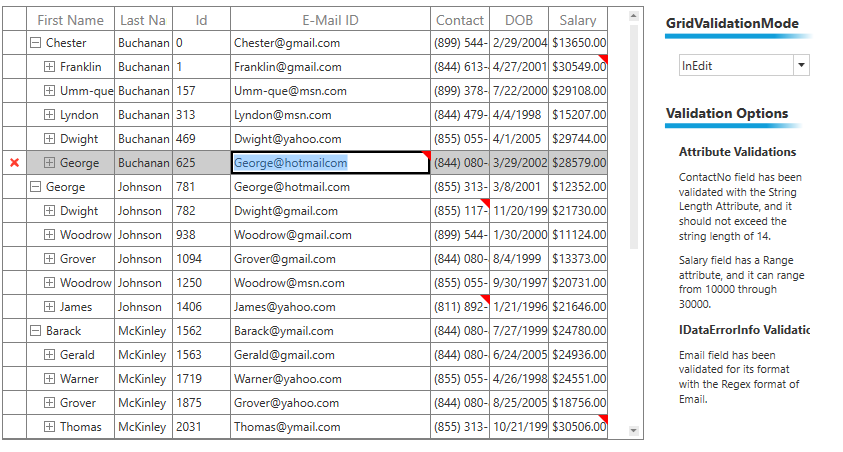 First Name Last Na Id E-Mail ID Contact DOB Salary
Chester Buchanan 0 Chester@gmail.com (899) 544- 2/29/2004 $13650.00
Franklin Buchanan 1 Franklin@gmail.com (844) 613- 4/27/2001 $30549.00
Umm-que Buchanan 157 Umm-que@msn.com (899) 378- 7/22/2000 $29108.00
Lyndon Buchanan 313 Lyndon@msn.com (844) 479- 4/4/1998 $15207.00
Dwight Buchanan 469 Dwight@yahoo.com (855) 055- 4/1/2005 $29744.00
George Buchanan 625 George@hotmailcom (844) 080- 3/29/2002 $28579.00
George Johnson 781 George@hotmail.com (855) 313- 3/8/2001 $12352.00
Dwight Johnson 782 Dwight@gmail.com (855) 117- 11/20/199 $21730.00
Woodrow Johnson 938 Woodrow@gmail.com (899) 544- 1/30/2000 $11124.00
Grover Johnson 1094 Grover@gmail.com (844) 080- 8/4/1999 $13373.00
Woodrow Johnson 1250 Woodrow@msn.com (855) 055- 9/30/1997 $20731.00
James Johnson 1406 James@yahoo.com (811) 892- 1/21/1996 $21646.00
Barack McKinley 1562 Barack@ymail.com (844) 080- 7/27/1999 $24780.00
Gerald McKinley 1563 Gerald@gmail.com (844) 080- 6/24/2005 $24936.00
Warner McKinley 1719 Warner@yahoo.com (855) 055- 4/26/1998 $24551.00
Grover McKinley 1875 Grover@yahoo.com (844) 080- 8/25/2005 $18756.00
Thomas McKinley 2031 Thomas@ymail.com (855) 313- 10/21/199 $30506.00
GridValidationMode
InEdit
Validation Options
Attribute Validations
ContactNo field has been
validated with the String
Length Attribute, and it
should not exceed the
string length of 14.
Salary field has a Range
attribute, and it can range
from 10000 through
30000.
IDataErrorInfo Validatic
Email field has been
validated for its format
with the Regex format of
Email.